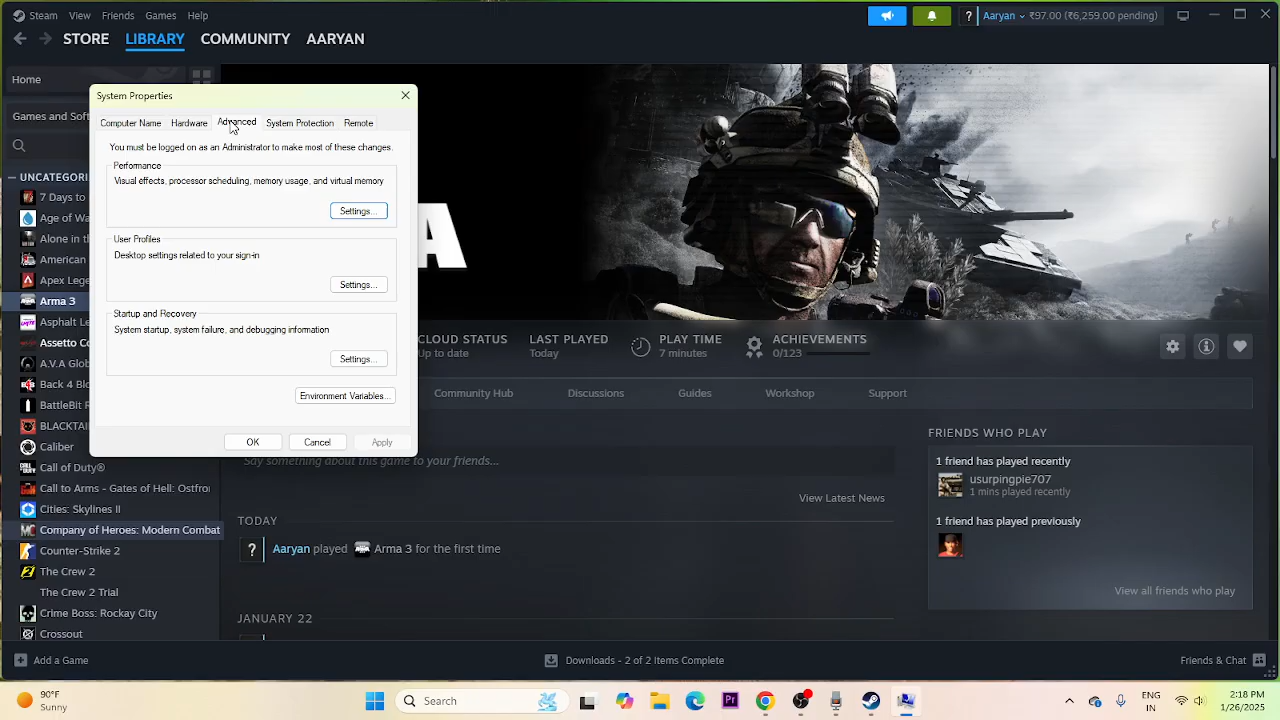 Steam View Friends Games Help
Aaryan ₹97.00 (₹6,259.00 pending)
STORE LIBRARY COMMUNITY AARYAN
Home
Games and Soft
UNCATEGORI
7 Days to
Age of Wa
Alone in th
American
Apex Lege
Arma 3
Asphalt Le
Assetto Co
A.V.A Glob
Back 4 Blo
BattleBit R
BLACKTAI
Caliber
Call of Duty®
Call to Arms - Gates of Hell: Ostfror
Cities: Skylines II
Company of Heroes: Modern Combat
Counter-Strike 2
The Crew 2
The Crew 2 Trial
Crime Boss: Rockay City
Crossout
System Properties
Computer Name Hardware Advanced System Protection Remote
You must be logged on as an Administrator to make most of these changes.
Performance
Visual effects, processor scheduling, memory usage, and virtual memory
Settings...
User Profiles
Desktop settings related to your sign-in
Settings...
Startup and Recovery
System startup, system failure, and debugging information
Settings...
Environment Variables...
OK Cancel Apply
A
CLOUD STATUS LAST PLAYED PLAY TIME ACHIEVEMENTS
Up to date Today 7 minutes 0/123
Community Hub Discussions Guides Workshop Support
Say something about this game to your friends...
View Latest News
TODAY
? Aaryan played Arma 3 for the first time
JANUARY 22
FRIENDS WHO PLAY
1 friend has played recently
usurpingpie707
1 mins played recently
1 friend has played previously
View all friends who play
Add a Game Downloads - 2 of 2 Items Complete Friends & Chat
90°F
Sunny
Search
Pr
ENG
IN
2:18 PM
1/26/2025